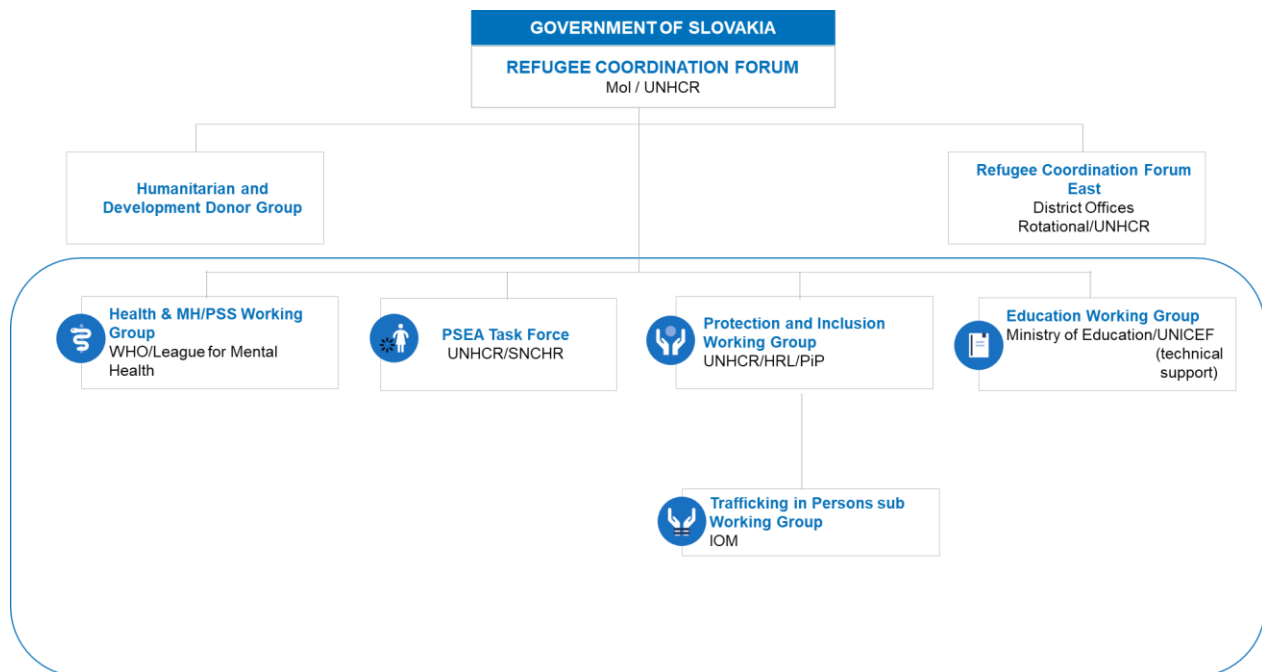 GOVERNMENT OF SLOVAKIA
REFUGEE COORDINATION FORUM
MoI / UNHCR
Humanitarian and
Development Donor Group
Refugee Coordination Forum
East
District Offices
Rotational/UNHCR
Health & MH/PSS Working
Group
WHO/League for Mental
Health
PSEA Task Force
UNHCR/SNCHR
Protection and Inclusion
Working Group
UNHCR/HRL/PiP
Education Working Group
Ministry of Education/UNICEF
(technical
support)
Trafficking in Persons sub
Working Group
IOM